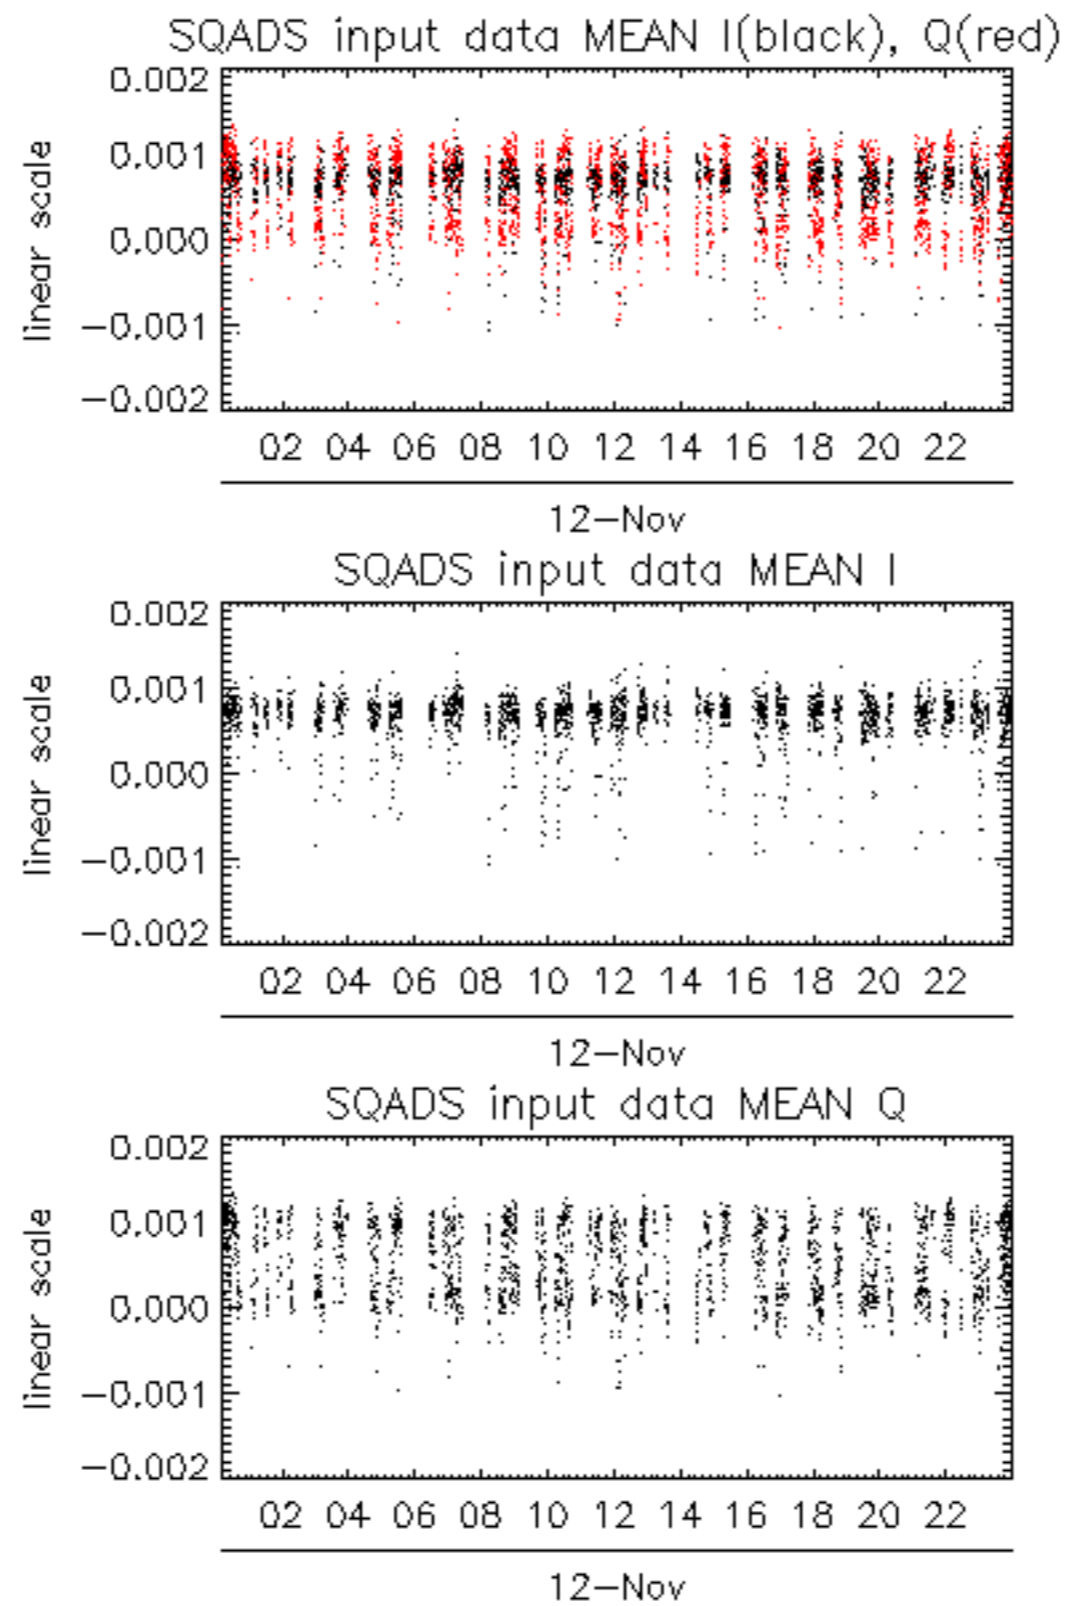 SQADS input data MEAN I(black), Q(red)
0.002
0.001
0.000
−0.001
−0.002
linear scale
02 04 06 08 10 12 14 16 18 20 22
12−Nov
SQADS input data MEAN I
0.002
0.001
0.000
−0.001
−0.002
linear scale
02 04 06 08 10 12 14 16 18 20 22
12−Nov
SQADS input data MEAN Q
0.002
0.001
0.000
−0.001
−0.002
linear scale
02 04 06 08 10 12 14 16 18 20 22
12−Nov